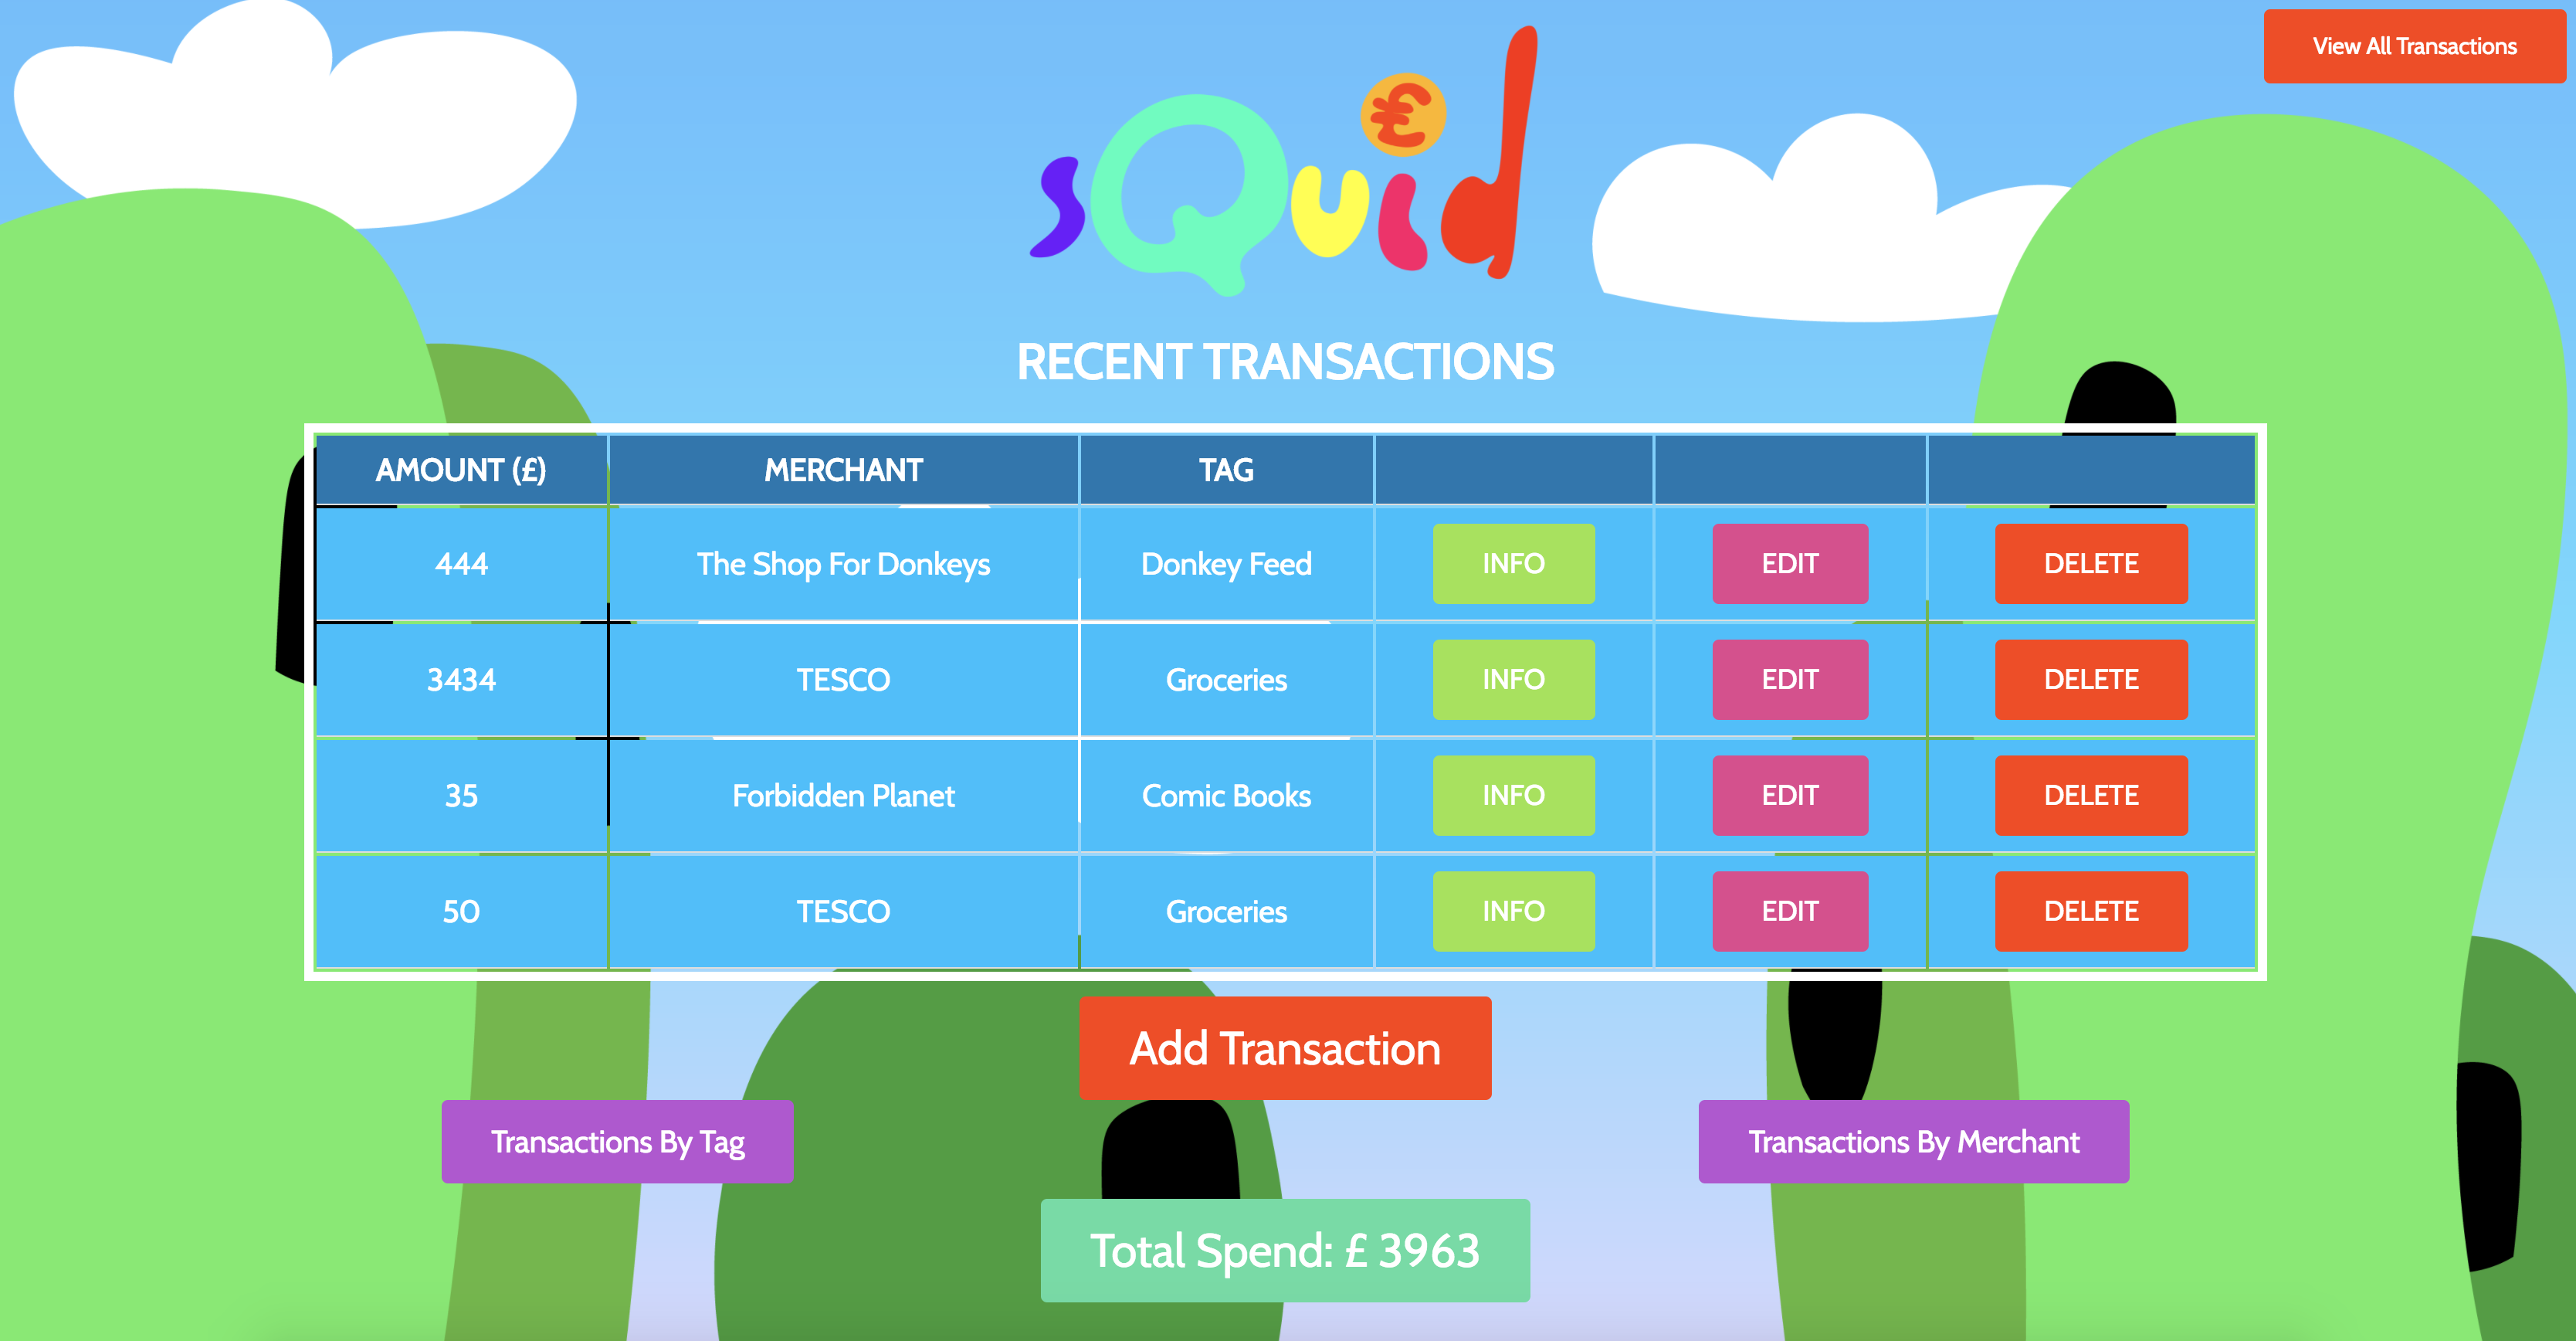 View All Transactions
sQuid
£
RECENT TRANSACTIONS
AMOUNT (£) MERCHANT TAG
444 The Shop For Donkeys Donkey Feed INFO EDIT DELETE
3434 TESCO Groceries INFO EDIT DELETE
35 Forbidden Planet Comic Books INFO EDIT DELETE
50 TESCO Groceries INFO EDIT DELETE
Add Transaction
Transactions By Tag
Transactions By Merchant
Total Spend: £ 3963